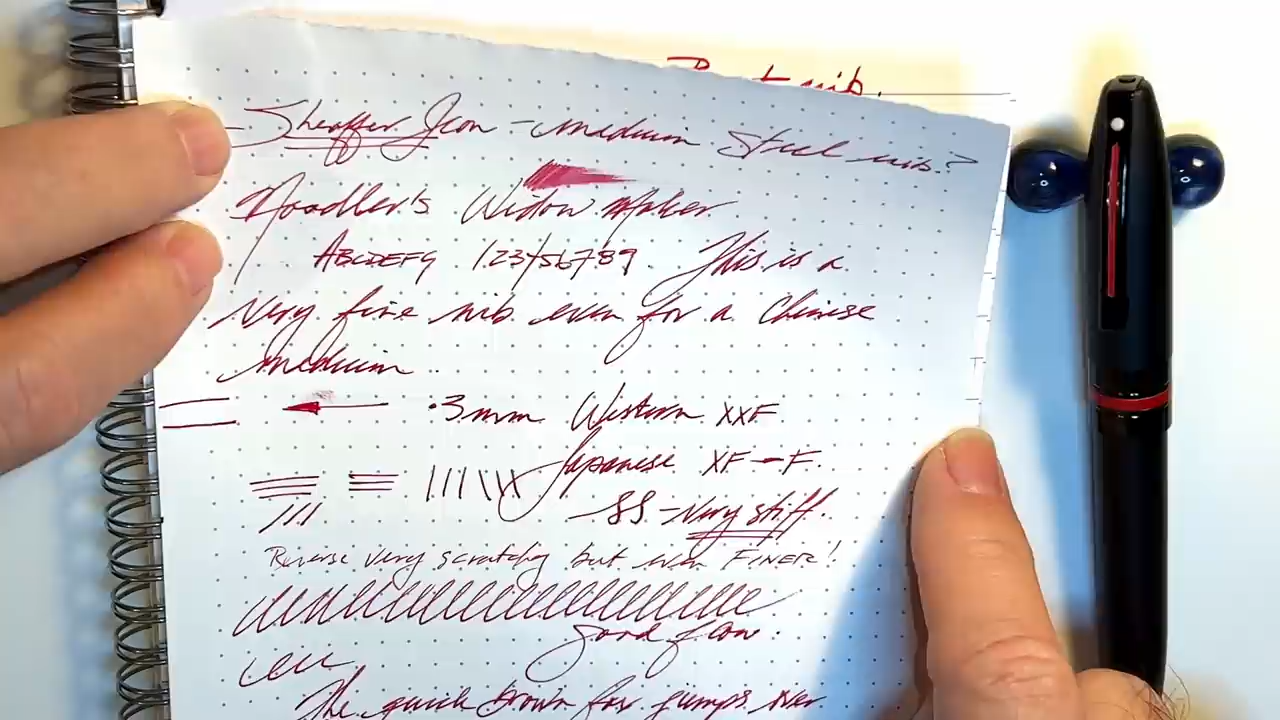 nib.
Sheaffer Icon - medium Steel nib?
Noodler's Widow Maker
ABCDEFG 123456789. This is a
Very fine nib even for a Chinese
medium
.3mm Western XXF
Japanese XF-F.
SS - Very stiff.
Reverse very scratchy but even FINER!
Good flow.
The quick brown fox jumps over